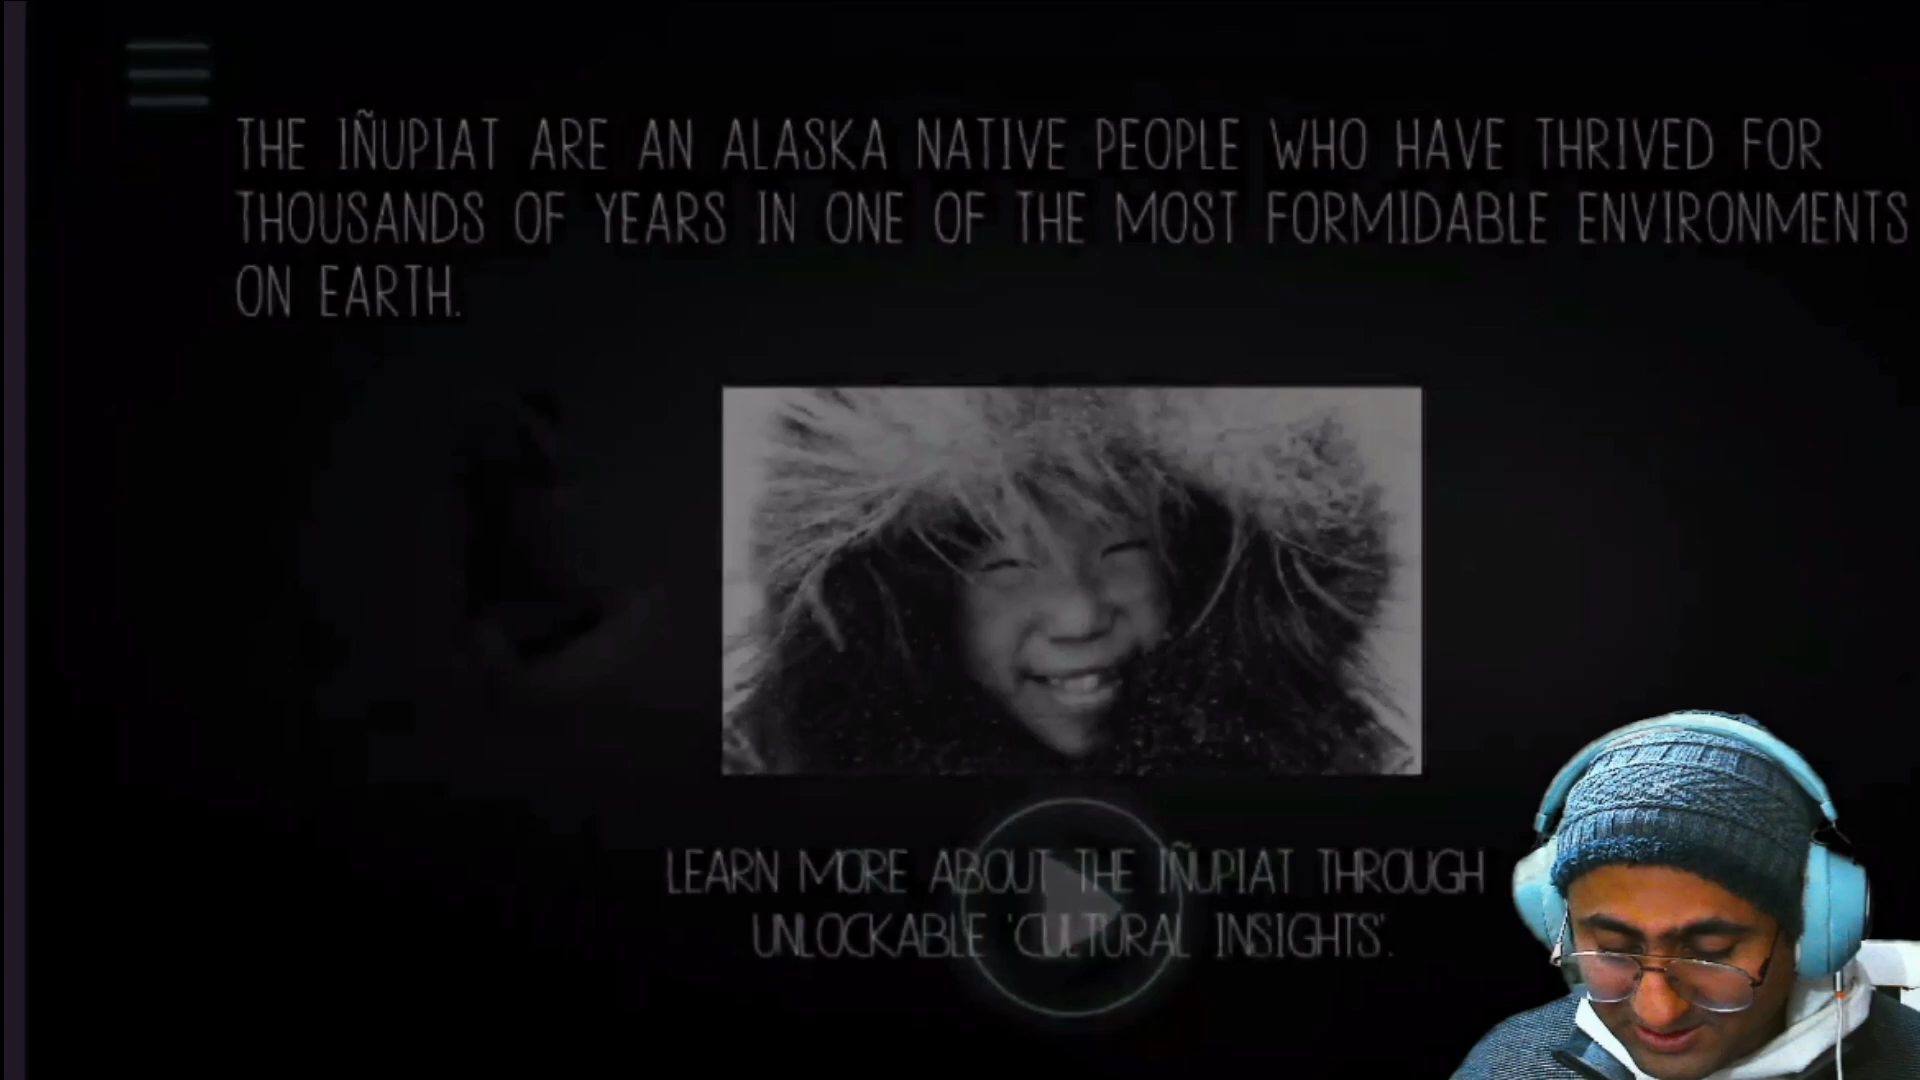 THE IÑUPIAT ARE AN ALASKA NATIVE PEOPLE WHO HAVE THRIVED FOR
THOUSANDS OF YEARS IN ONE OF THE MOST FORMIDABLE ENVIRONMENTS
ON EARTH.
LEARN MORE ABOUT THE IÑUPIAT THROUGH
UNLOCKABLE 'CULTURAL INSIGHTS'.